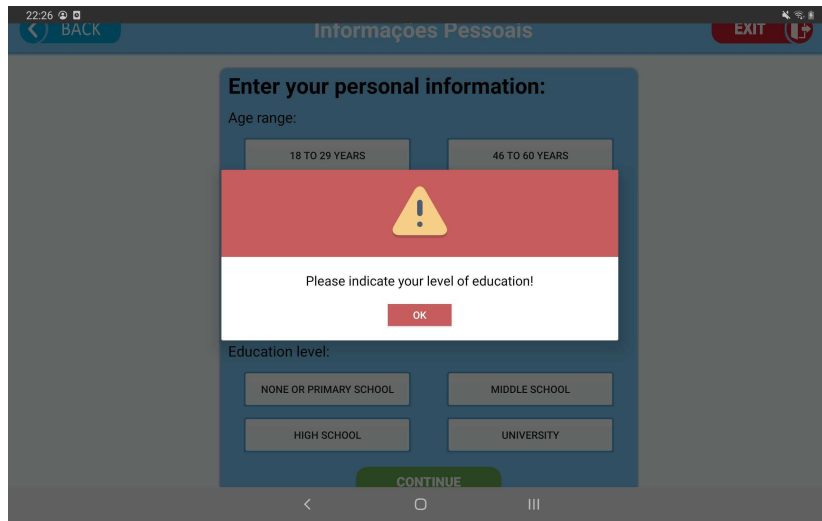 22:26
BACK
Informações Pessoais
EXIT
Enter your personal information:
Age range:
18 TO 29 YEARS
46 TO 60 YEARS
Please indicate your level of education!
OK
Education level:
NONE OR PRIMARY SCHOOL
MIDDLE SCHOOL
HIGH SCHOOL
UNIVERSITY
CONTINUE